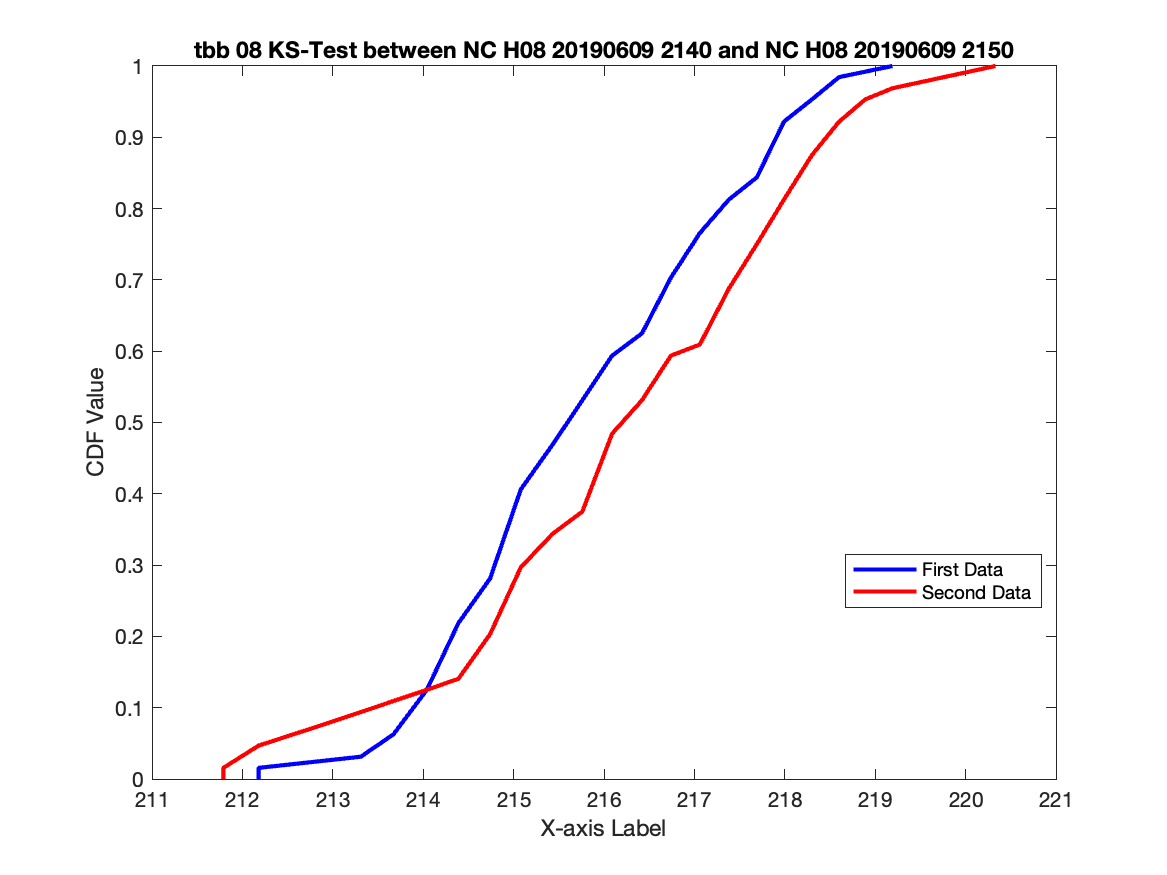 tbb 08 KS-Test between NC H08 20190609 2140 and NC H08 20190609 2150
1
0.9
0.8
0.7
0.6
0.5
0.4
0.3
0.2
0.1
0
CDF Value
First Data
Second Data
211 212 213 214 215 216 217 218 219 220 221
X-axis Label